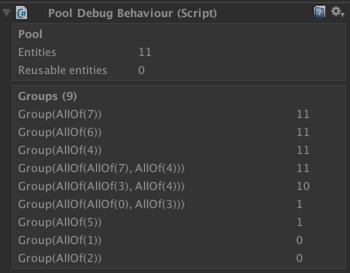 Pool Debug Behaviour (Script)
Pool
Entities 11
Reusable entities 0
Groups (9)
Group(AllOf(7)) 11
Group(AllOf(6)) 11
Group(AllOf(4)) 11
Group(AllOf(AllOf(7), AllOf(4))) 11
Group(AllOf(AllOf(3), AllOf(4))) 10
Group(AllOf(AllOf(0), AllOf(3))) 1
Group(AllOf(5)) 1
Group(AllOf(1)) 0
Group(AllOf(2)) 0